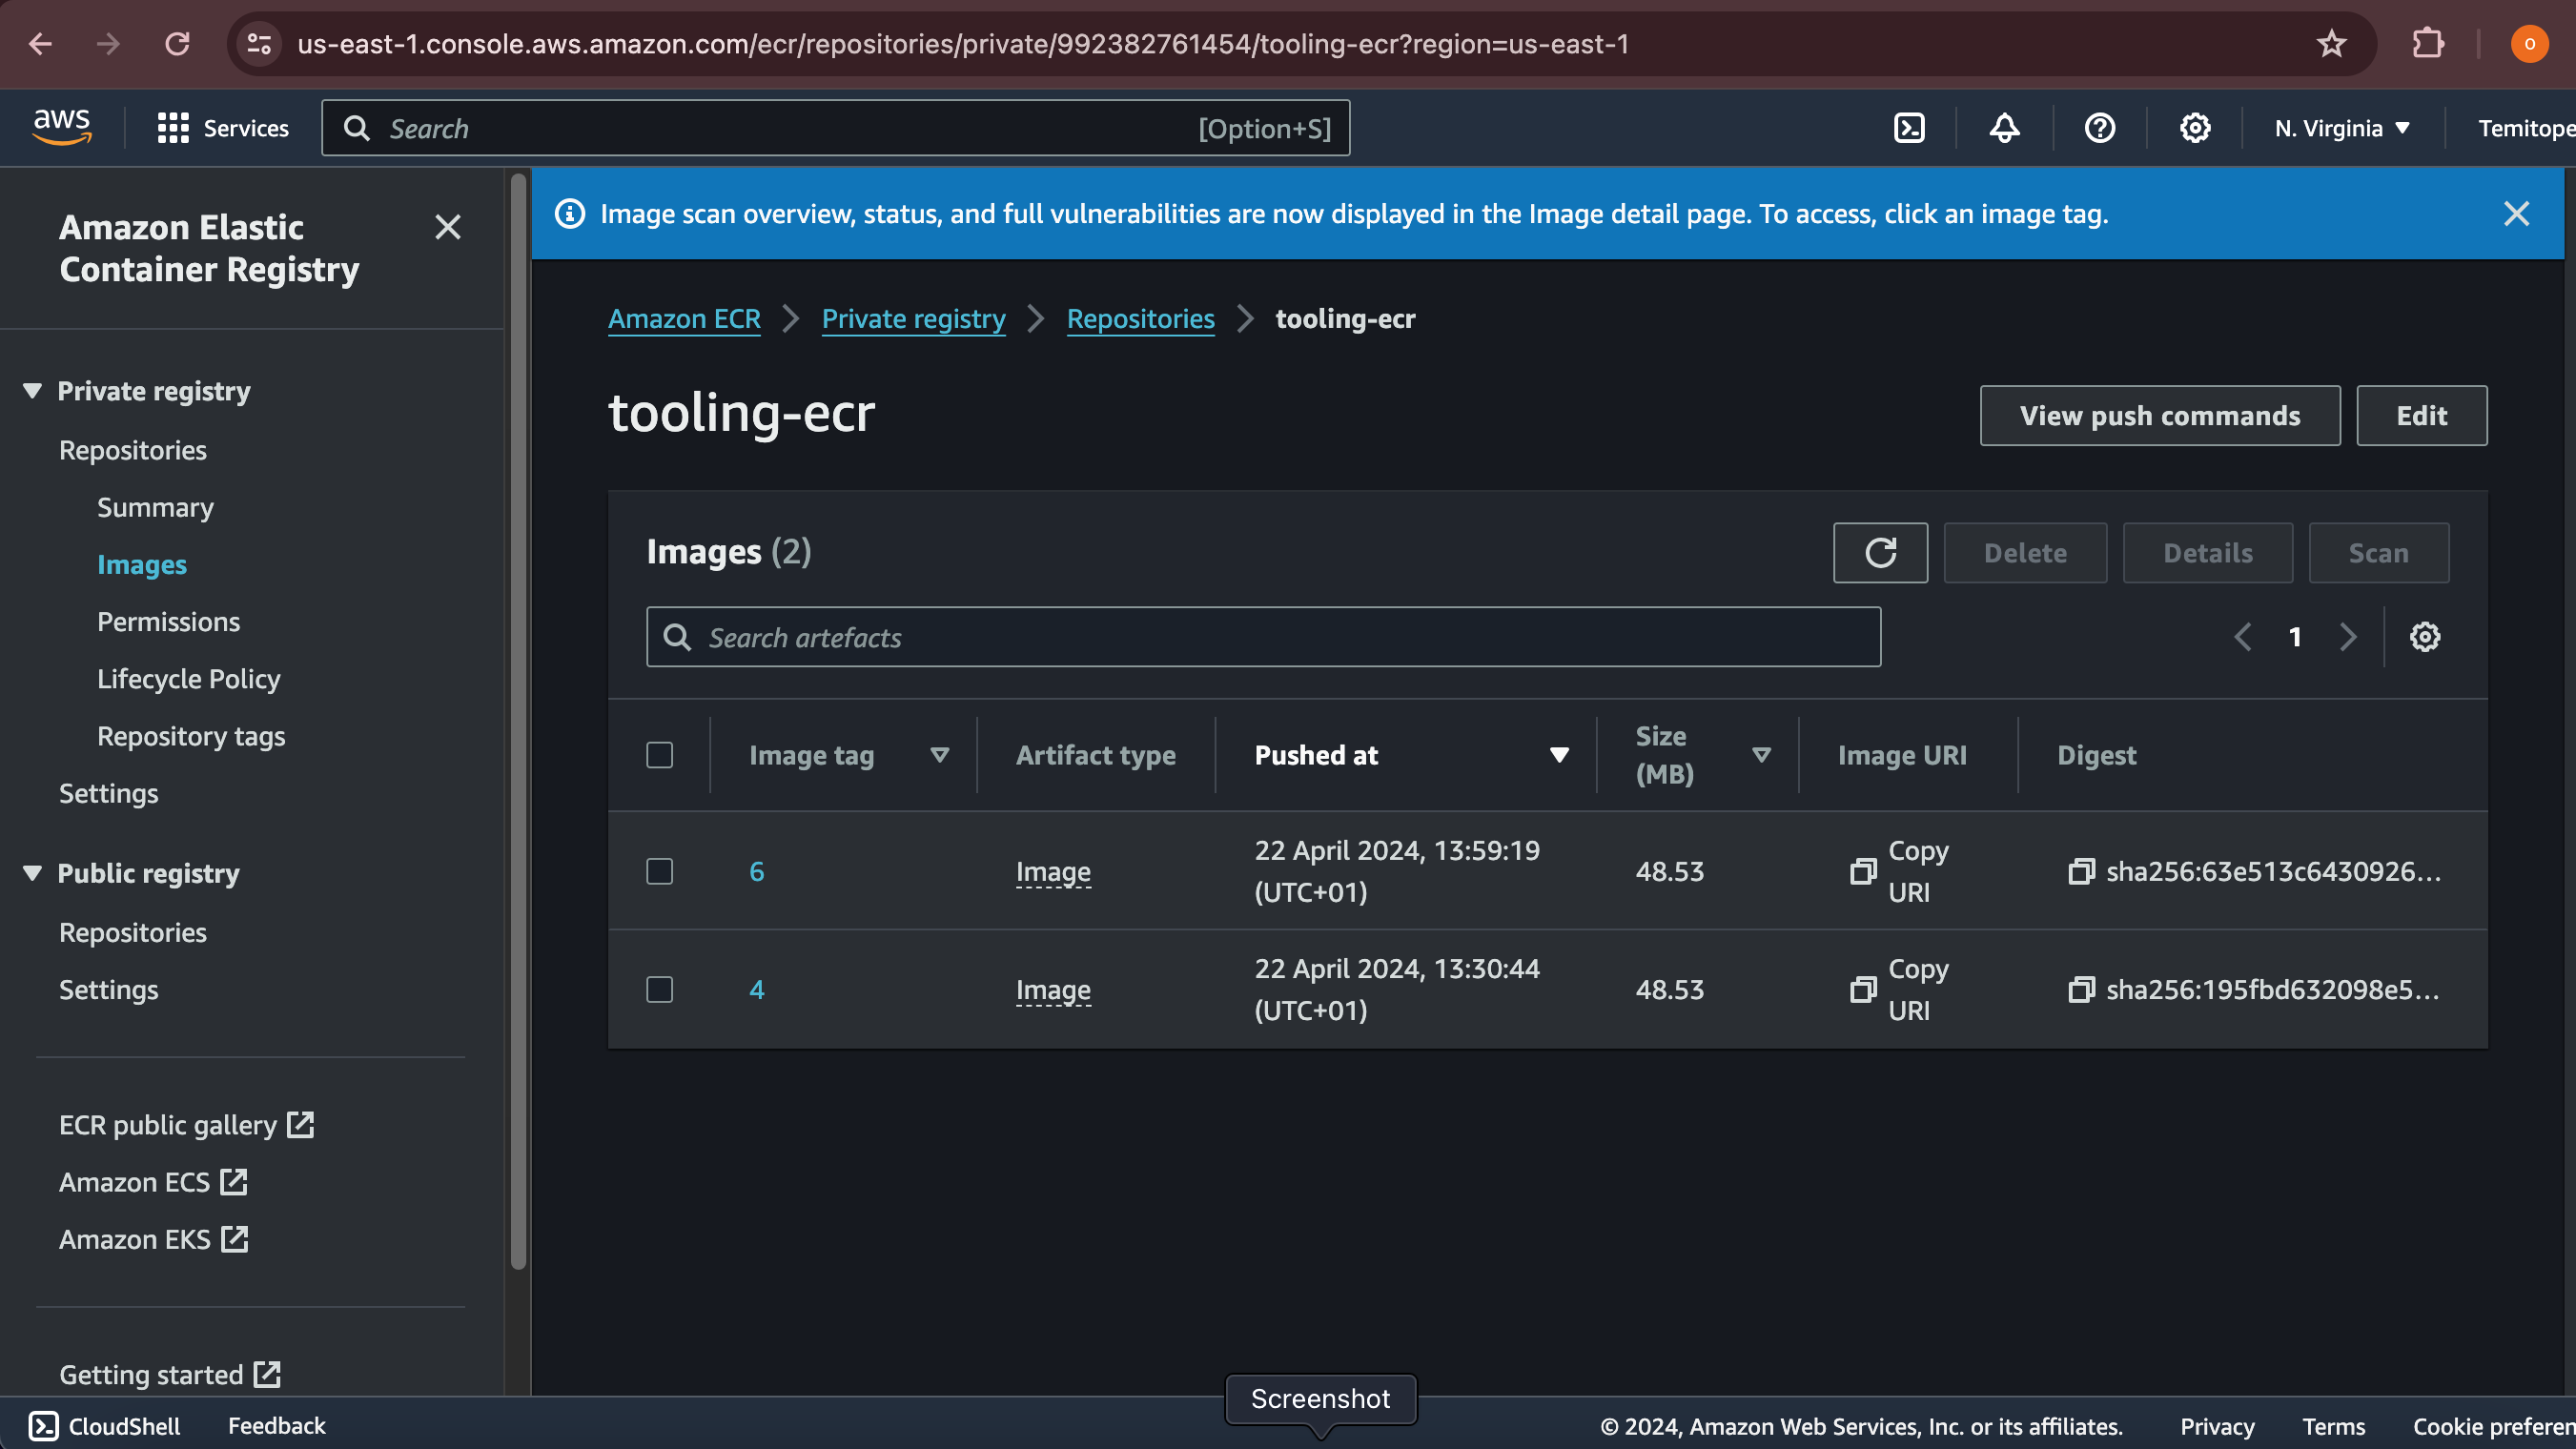 us-east-1.console.aws.amazon.com/ecr/repositories/private/992382761454/tooling-ecr?region=us-east-1
O
aws
Services
Search
[Option+S]
N. Virginia
Temitope
Amazon Elastic
Container Registry
Private registry
Repositories
Summary
Images
Permissions
Lifecycle Policy
Repository tags
Settings
Public registry
Repositories
Settings
ECR public gallery
Amazon ECS
Amazon EKS
Getting started
Image scan overview, status, and full vulnerabilities are now displayed in the Image detail page. To access, click an image tag.
Amazon ECR
Private registry
Repositories
tooling-ecr
tooling-ecr
View push commands
Edit
Images (2)
Delete
Details
Scan
Search artefacts
1
Image tag
Artifact type
Pushed at
Size
(MB)
Image URI
Digest
6
Image
22 April 2024, 13:59:19
(UTC+01)
48.53
Copy
URI
sha256:63e513c6430926...
4
Image
22 April 2024, 13:30:44
(UTC+01)
48.53
Copy
URI
sha256:195fbd632098e5...
Screenshot
CloudShell
Feedback
© 2024, Amazon Web Services, Inc. or its affiliates.
Privacy
Terms
Cookie preferen